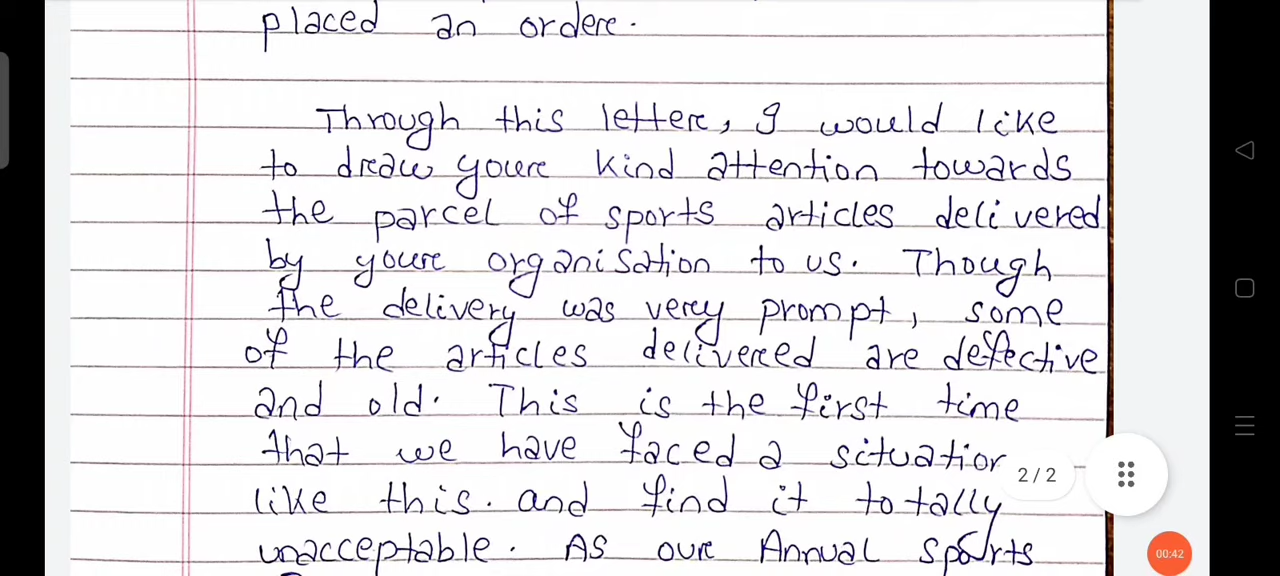 placed an order.
Through this letter, I would like
to draw your kind attention towards
the parcel of sports articles delivered
by your organisation to us. Though
the delivery was very prompt, some
of the articles delivered are defective
and old. This is the first time
that we have faced a situation
2/2
like this. and find it totally
unacceptable. As our Annual Sports
00:42